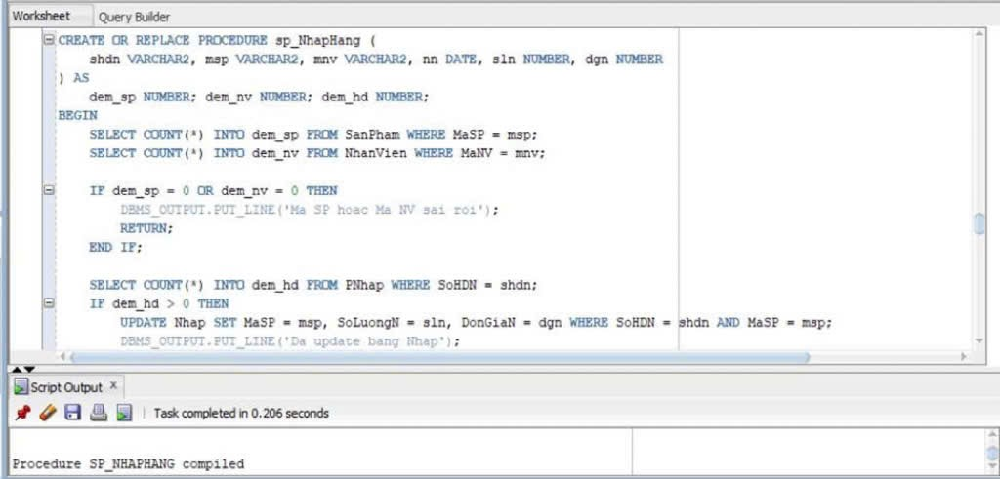 Worksheet Query Builder
CREATE OR REPLACE PROCEDURE sp_NhapHang (
shdn VARCHAR2, msp VARCHAR2, mnv VARCHAR2, nn DATE, sln NUMBER, dgn NUMBER
) AS
dem_sp NUMBER; dem_nv NUMBER; dem_hd NUMBER;
BEGIN
SELECT COUNT(*) INTO dem_sp FROM SanPham WHERE MaSP = msp;
SELECT COUNT(*) INTO dem_nv FROM NhanVien WHERE MaNV = mnv;
IF dem_sp = 0 OR dem_nv = 0 THEN
DBMS_OUTPUT.PUT_LINE('Ma SP hoac Ma NV sai roi');
RETURN;
END IF;
SELECT COUNT(*) INTO dem_hd FROM PNhap WHERE SoHDN = shdn;
IF dem_hd > 0 THEN
UPDATE Nhap SET MaSP = msp, SoLuongN = sln, DonGiaN = dgn WHERE SoHDN = shdn AND MaSP = msp;
DBMS_OUTPUT.PUT_LINE('Da update bang Nhap');
Script Output x
Task completed in 0.206 seconds
Procedure SP_NHAPHANG compiled